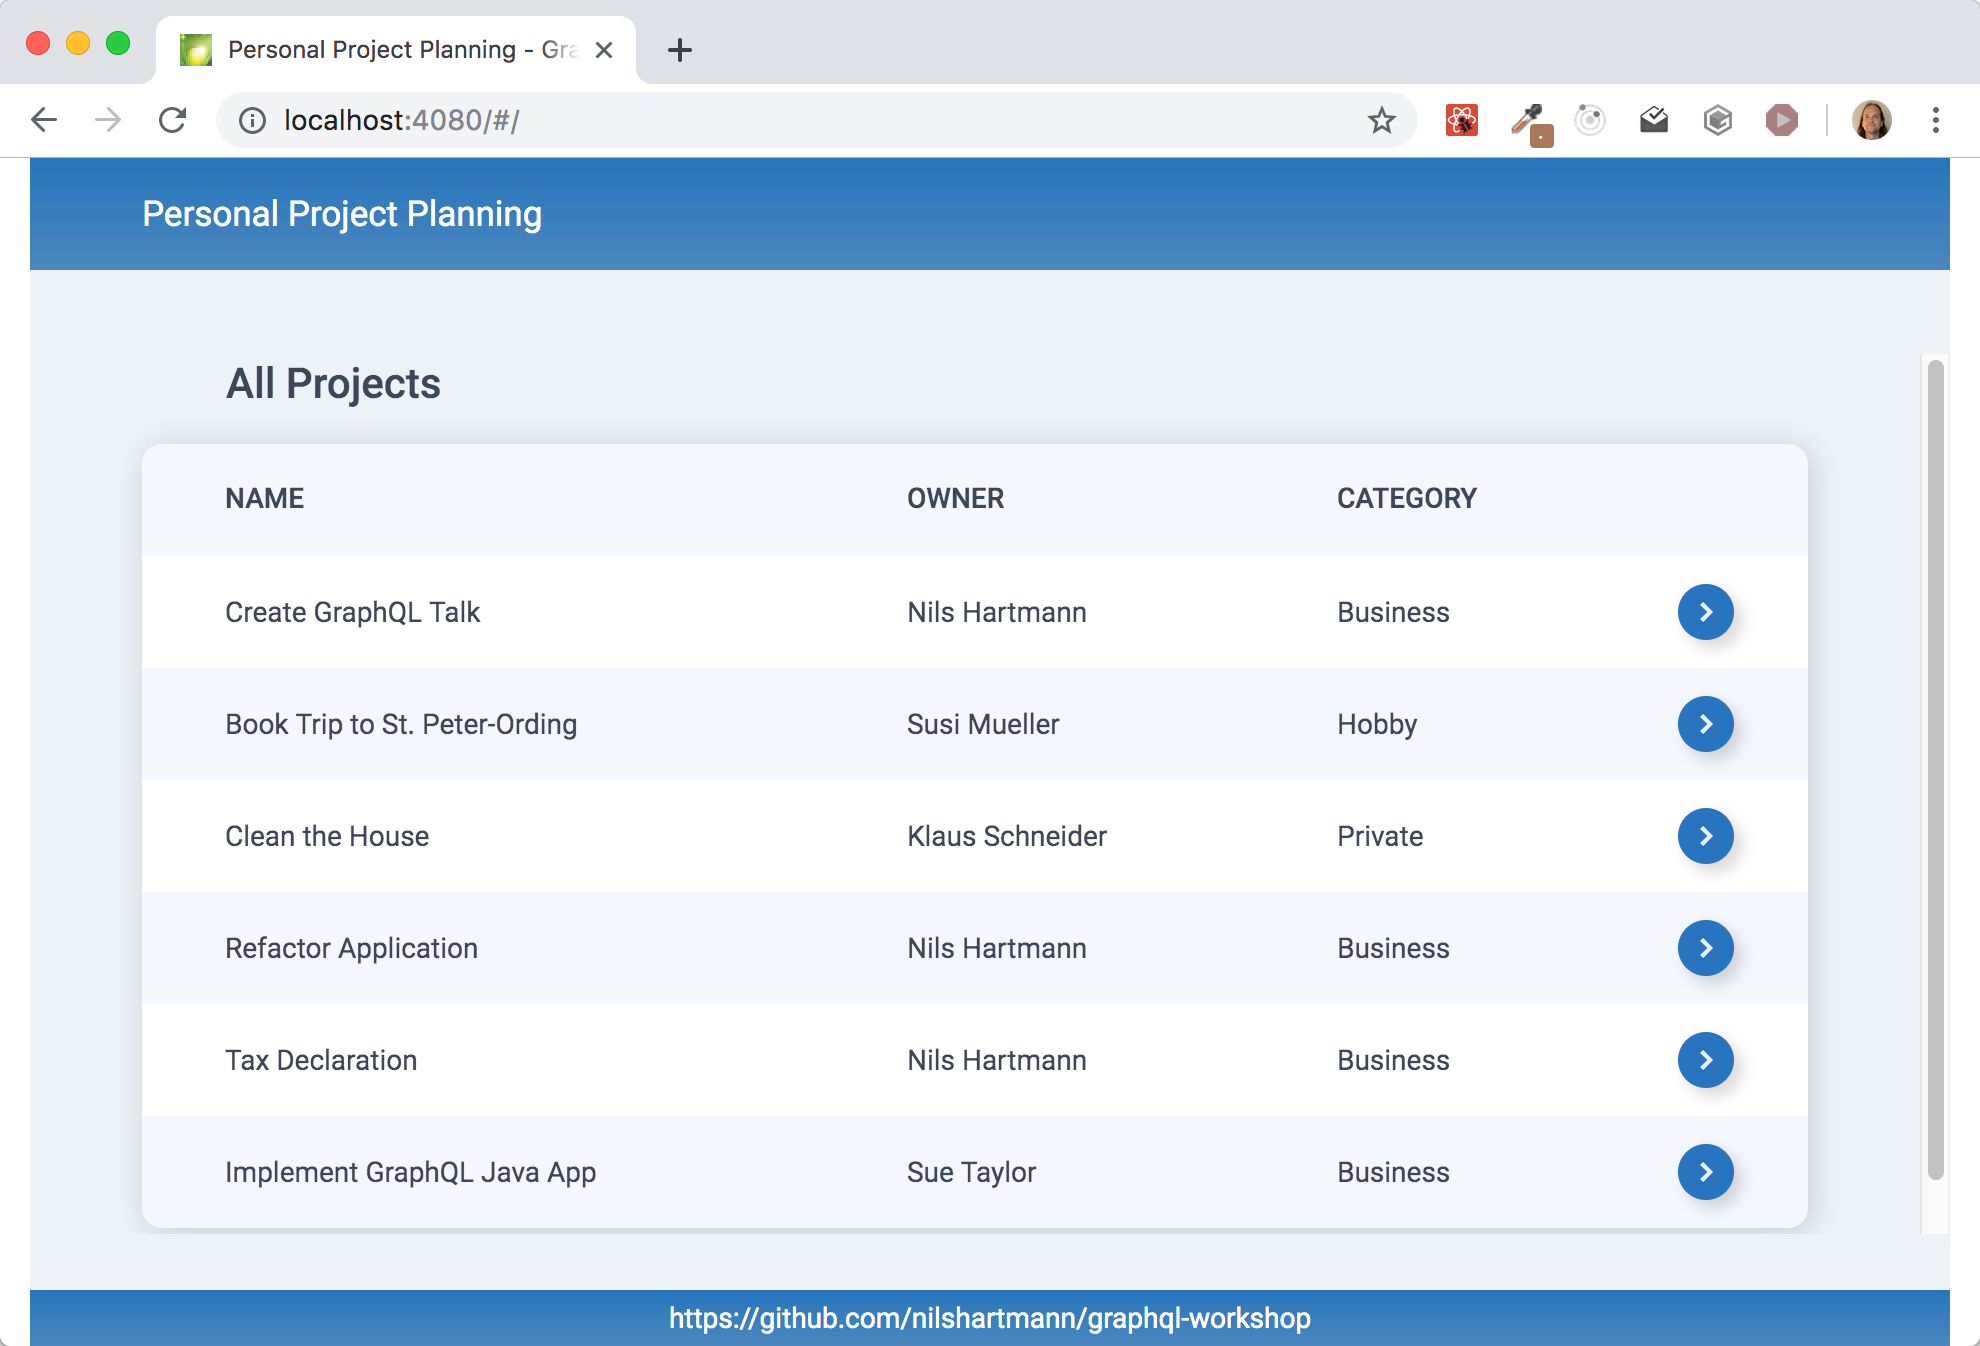 Personal Project Planning - Gra
localhost:4080/#/
Personal Project Planning
All Projects
NAME OWNER CATEGORY
Create GraphQL Talk Nils Hartmann Business
Book Trip to St. Peter-Ording Susi Mueller Hobby
Clean the House Klaus Schneider Private
Refactor Application Nils Hartmann Business
Tax Declaration Nils Hartmann Business
Implement GraphQL Java App Sue Taylor Business
https://github.com/nilshartmann/graphql-workshop